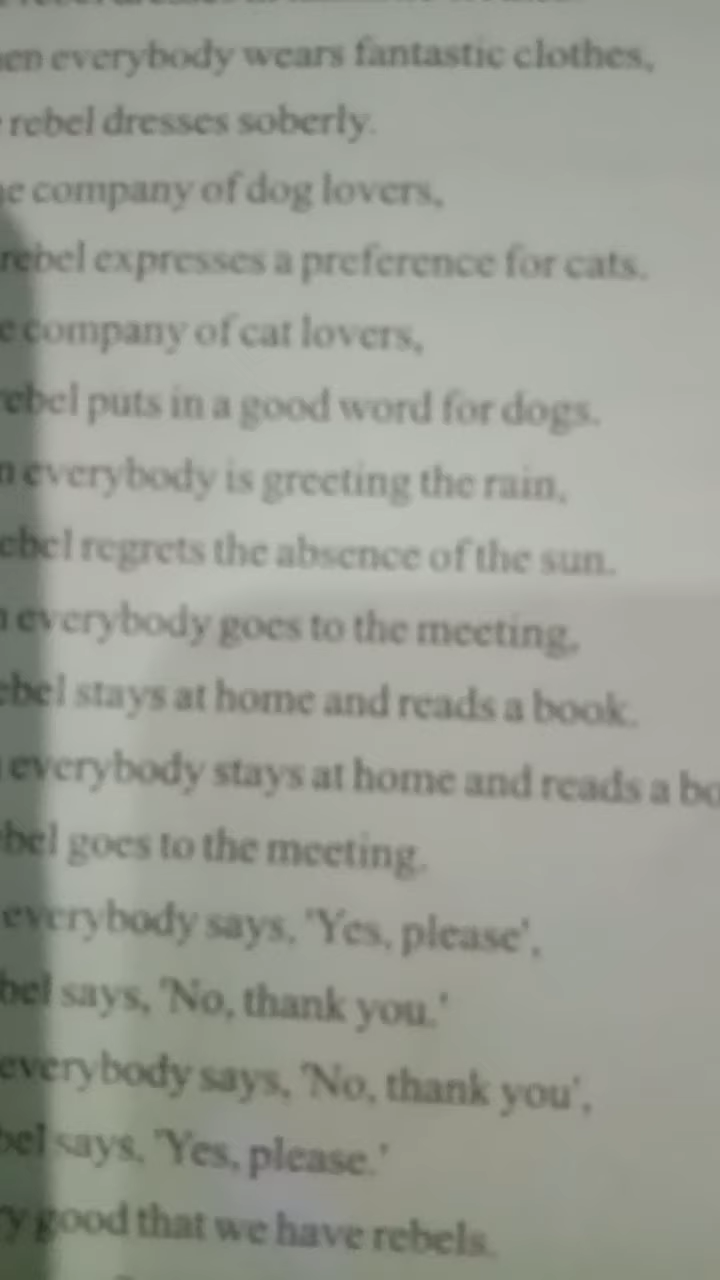 everybody wears fantastic clothes,
rebel dresses soberly.
company of dog lovers,
rebel expresses a preference for cats.
company of cat lovers,
ebel puts in a good word for dogs.
everybody is greeting the rain,
ebel regrets the absence of the sun.
everybody goes to the meeting,
ebel stays at home and reads a book.
everybody stays at home and reads a bo
bel goes to the meeting.
everybody says, 'Yes, please',
bel says, 'No, thank you.'
everybody says, 'No, thank you',
bel says, 'Yes, please.'
good that we have rebels.